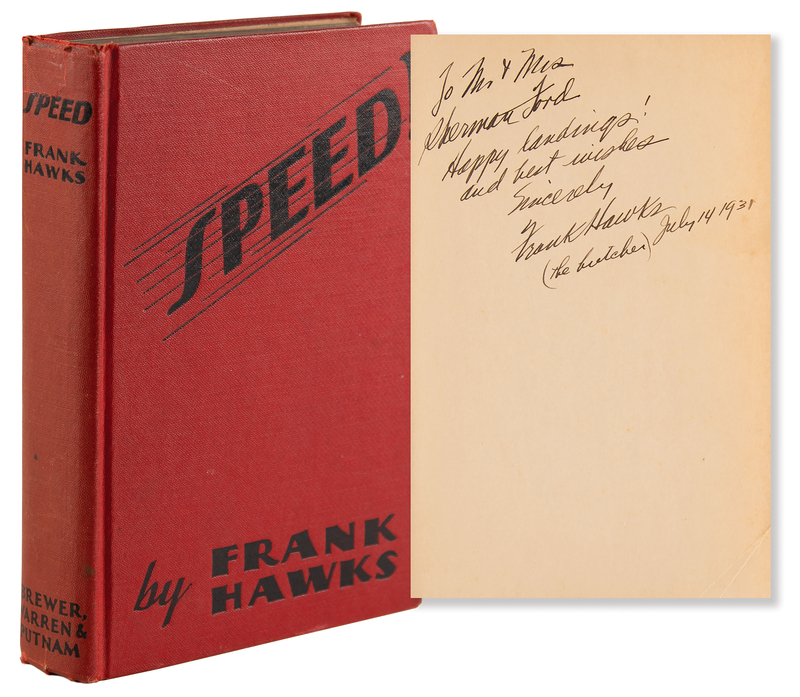 SPEED
FRANK
HAWKS
BREWER,
WARREN &
PUTNAM
SPEED!
by FRANK
HAWKS
To Mr & Mrs
Sherman Ford
Happy landings!
and best wishes
Sincerely
Frank Hawks
(the butcher) July 14 1938